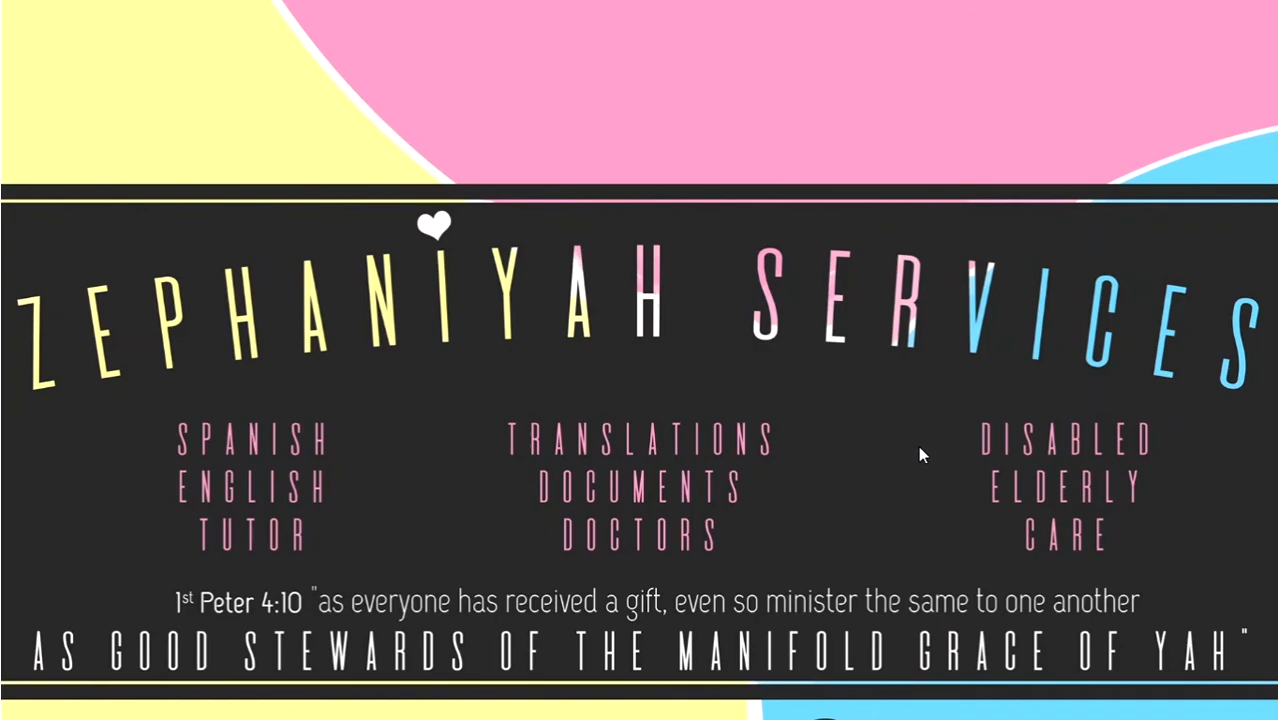 ZEPHANIYAH SERVICES
SPANISH
ENGLISH
TUTOR
TRANSLATIONS
DOCUMENTS
DOCTORS
DISABLED
ELDERLY
CARE
1st Peter 4:10 "as everyone has received a gift, even so minister the same to one another
AS GOOD STEWARDS OF THE MANIFOLD GRACE OF YAH"